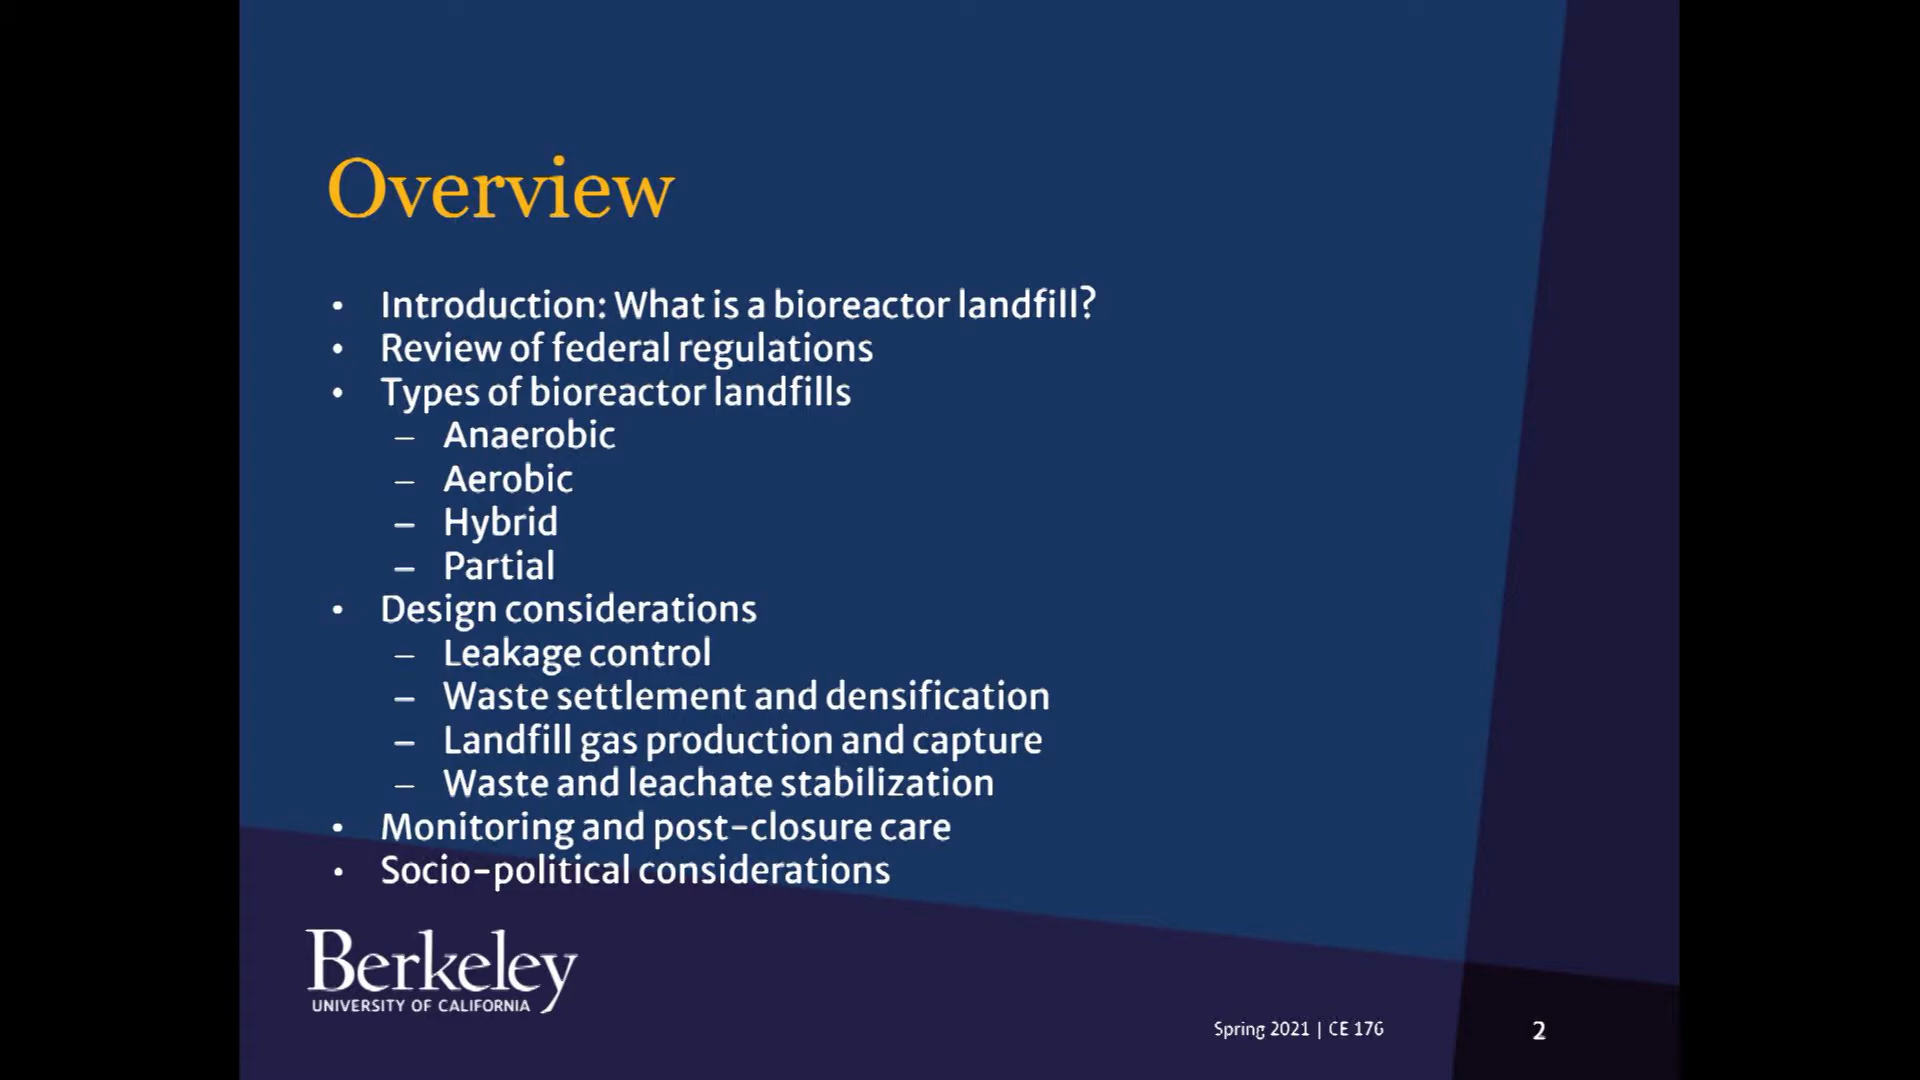 Overview
• Introduction: What is a bioreactor landfill?
• Review of federal regulations
• Types of bioreactor landfills
– Anaerobic
– Aerobic
– Hybrid
– Partial
• Design considerations
– Leakage control
– Waste settlement and densification
– Landfill gas production and capture
– Waste and leachate stabilization
• Monitoring and post-closure care
• Socio-political considerations
Berkeley
UNIVERSITY OF CALIFORNIA
Spring 2021 | CE 176
2